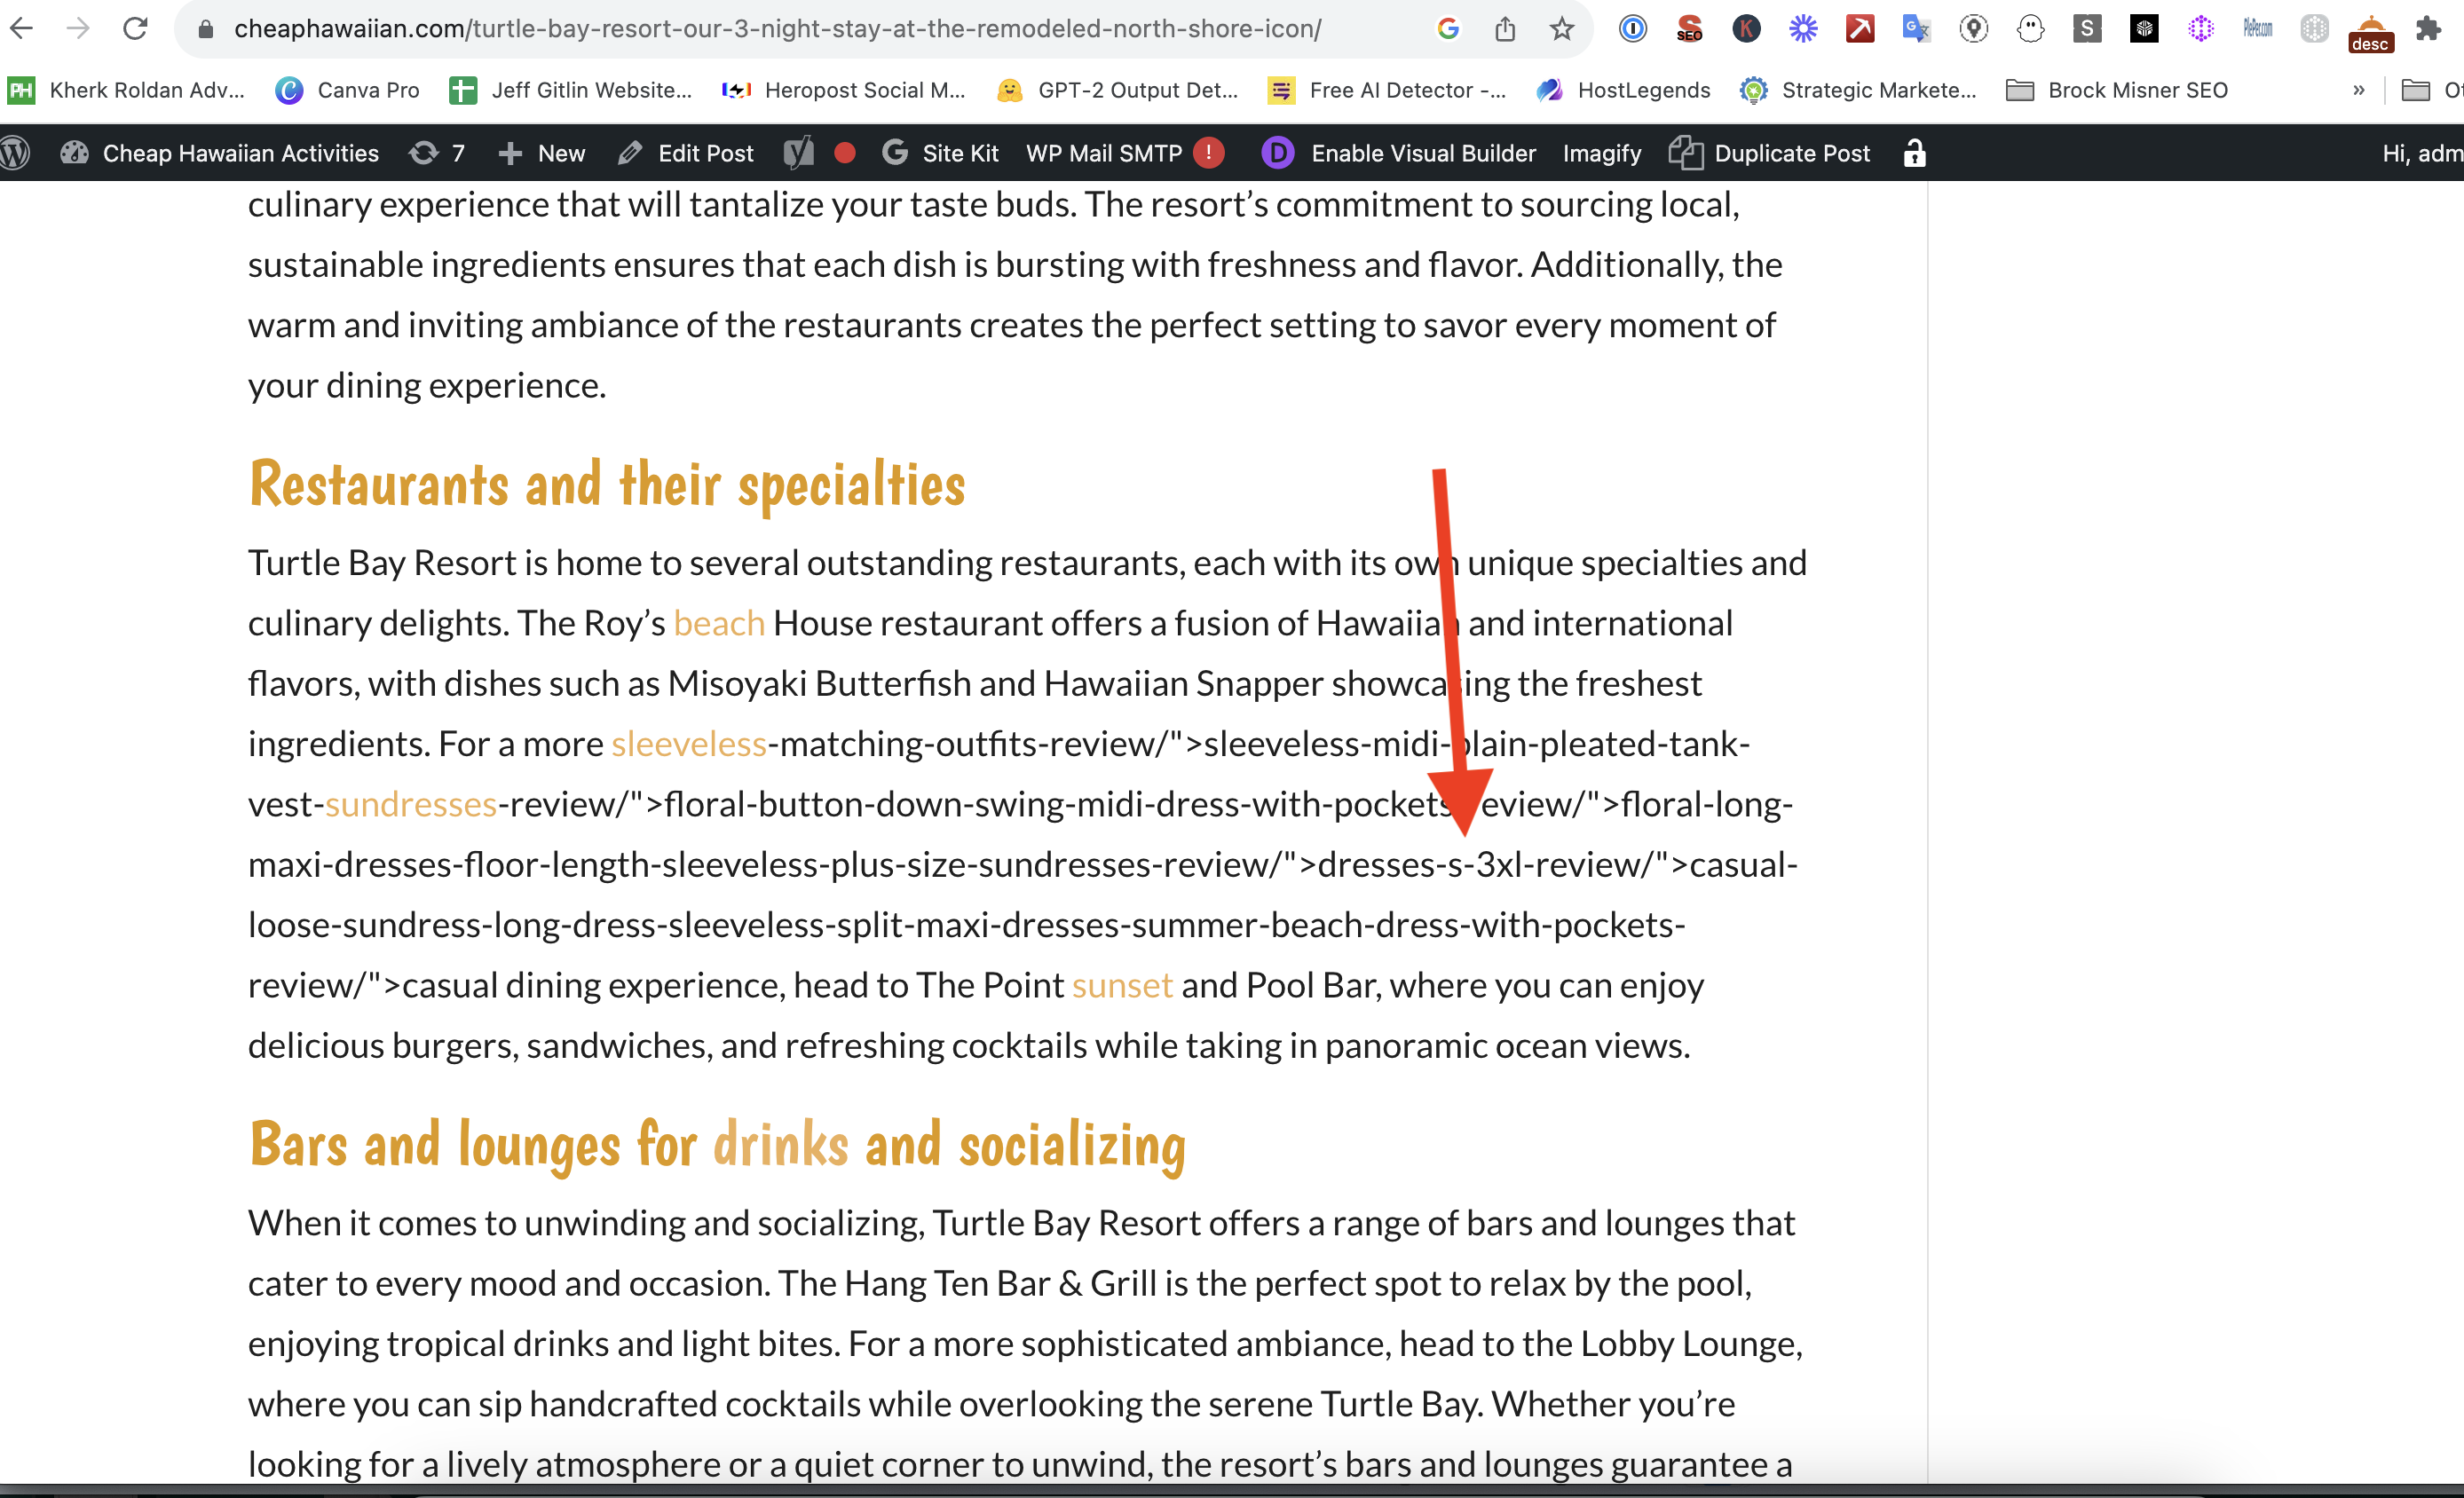 cheaphawaiian.com/turtle-bay-resort-our-3-night-stay-at-the-remodeled-north-shore-icon/
SEO
K
S
PlePer.com
desc
PH Kherk Roldan Adv... Canva Pro Jeff Gitlin Website... Heropost Social M... GPT-2 Output Det... Free AI Detector -... HostLegends Strategic Markete... Brock Misner SEO » Ot
Cheap Hawaiian Activities 7 + New Edit Post Site Kit WP Mail SMTP ! D Enable Visual Builder Imagify Duplicate Post Hi, adm
culinary experience that will tantalize your taste buds. The resort’s commitment to sourcing local,
sustainable ingredients ensures that each dish is bursting with freshness and flavor. Additionally, the
warm and inviting ambiance of the restaurants creates the perfect setting to savor every moment of
your dining experience.
Restaurants and their specialties
Turtle Bay Resort is home to several outstanding restaurants, each with its own unique specialties and
culinary delights. The Roy’s beach House restaurant offers a fusion of Hawaiian and international
flavors, with dishes such as Misoyaki Butterfish and Hawaiian Snapper showcasing the freshest
ingredients. For a more sleeveless-matching-outfits-review/">sleeveless-midi-plain-pleated-tank-
vest-sundresses-review/">floral-button-down-swing-midi-dress-with-pockets-review/">floral-long-
maxi-dresses-floor-length-sleeveless-plus-size-sundresses-review/">dresses-s-3xl-review/">casual-
loose-sundress-long-dress-sleeveless-split-maxi-dresses-summer-beach-dress-with-pockets-
review/">casual dining experience, head to The Point sunset and Pool Bar, where you can enjoy
delicious burgers, sandwiches, and refreshing cocktails while taking in panoramic ocean views.
Bars and lounges for drinks and socializing
When it comes to unwinding and socializing, Turtle Bay Resort offers a range of bars and lounges that
cater to every mood and occasion. The Hang Ten Bar & Grill is the perfect spot to relax by the pool,
enjoying tropical drinks and light bites. For a more sophisticated ambiance, head to the Lobby Lounge,
where you can sip handcrafted cocktails while overlooking the serene Turtle Bay. Whether you’re
looking for a lively atmosphere or a quiet corner to unwind, the resort’s bars and lounges guarantee a